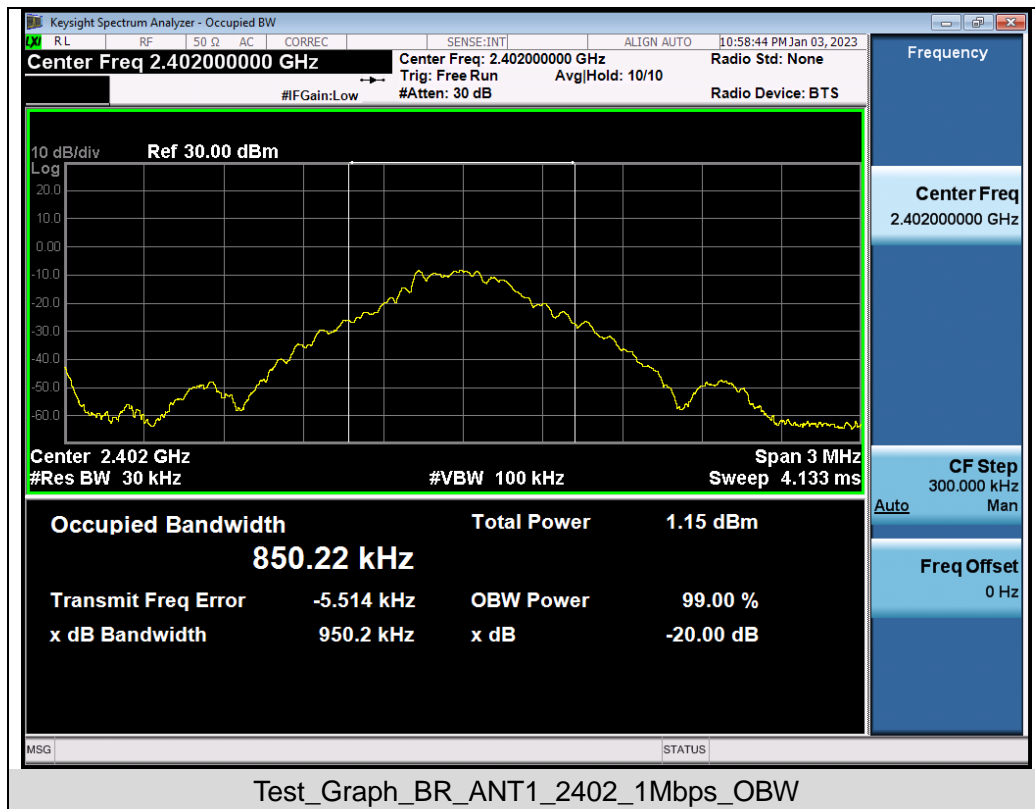 Keysight Spectrum Analyzer - Occupied BW
LXI RL RF 50 Ω AC CORREC SENSE:INT ALIGN AUTO 10:58:44 PM Jan 03, 2023
Center Freq 2.402000000 GHz
Center Freq: 2.402000000 GHz Radio Std: None
Trig: Free Run Avg|Hold: 10/10
#IFGain:Low #Atten: 30 dB Radio Device: BTS
10 dB/div Ref 30.00 dBm
Log
20.0
10.0
0.00
-10.0
-20.0
-30.0
-40.0
-50.0
-60.0
Center 2.402 GHz Span 3 MHz
#Res BW 30 kHz #VBW 100 kHz Sweep 4.133 ms
Occupied Bandwidth Total Power 1.15 dBm
850.22 kHz
Transmit Freq Error -5.514 kHz OBW Power 99.00 %
x dB Bandwidth 950.2 kHz x dB -20.00 dB
MSG STATUS
Frequency
Center Freq
2.402000000 GHz
CF Step
300.000 kHz
Auto Man
Freq Offset
0 Hz
Test_Graph_BR_ANT1_2402_1Mbps_OBW